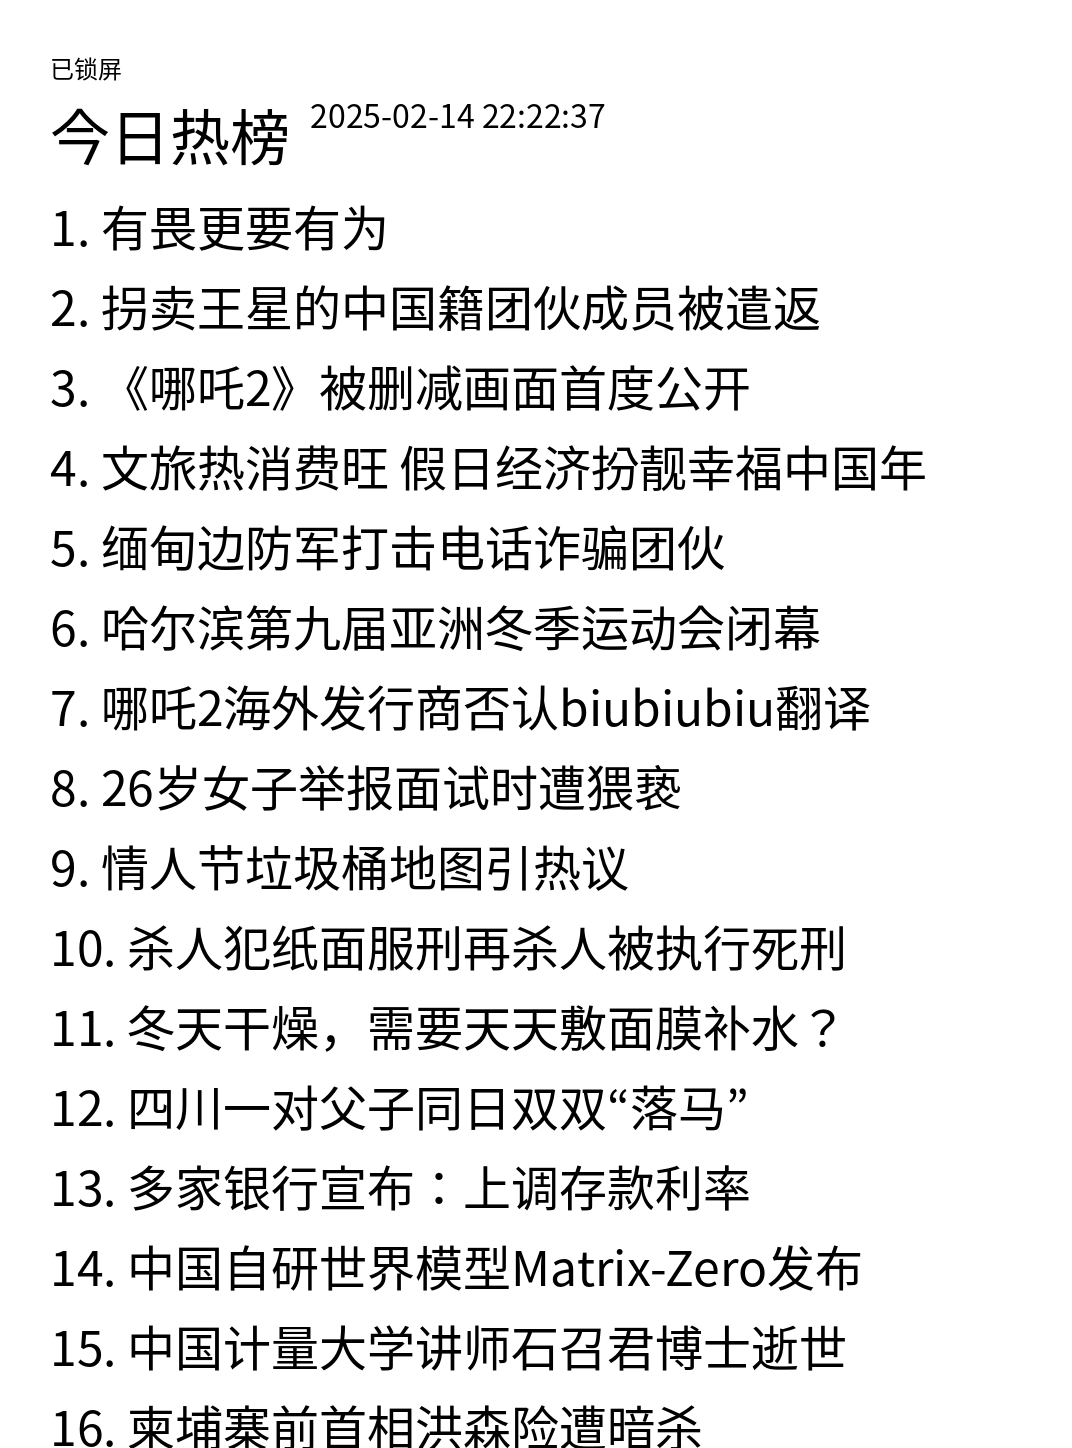 已锁屏
今日热榜 2025-02-14 22:22:37
1. 有畏更要有为
2. 拐卖王星的中国籍团伙成员被遣返
3. 《哪吒2》被删减画面首度公开
4. 文旅热消费旺 假日经济扮靓幸福中国年
5. 缅甸边防军打击电话诈骗团伙
6. 哈尔滨第九届亚洲冬季运动会闭幕
7. 哪吒2海外发行商否认biubiubiu翻译
8. 26岁女子举报面试时遭猥亵
9. 情人节垃圾桶地图引热议
10. 杀人犯纸面服刑再杀人被执行死刑
11. 冬天干燥，需要天天敷面膜补水？
12. 四川一对父子同日双双“落马”
13. 多家银行宣布：上调存款利率
14. 中国自研世界模型Matrix-Zero发布
15. 中国计量大学讲师石召君博士逝世
16. 柬埔寨前首相洪森险遭暗杀